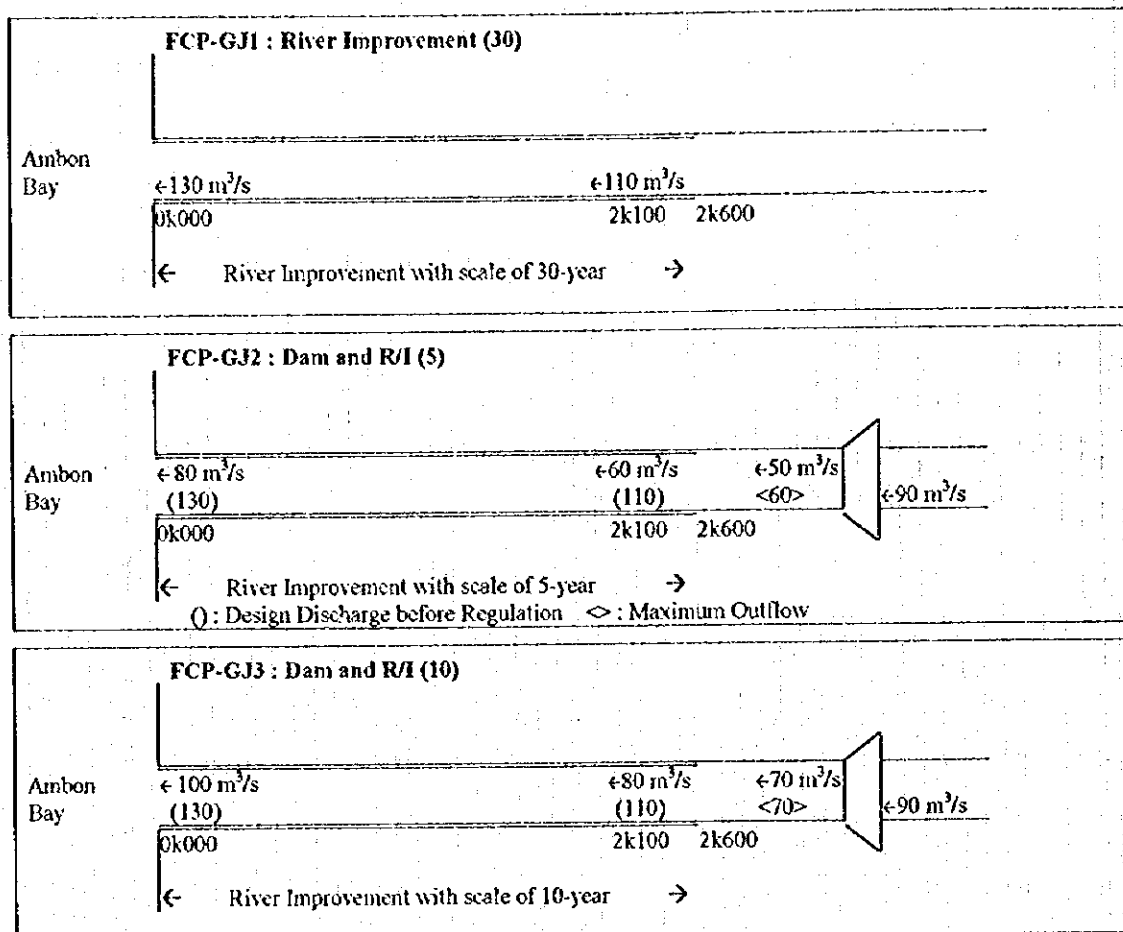 FCP-GJ1 : River Improvement (30)
Ambon
Bay
←130 m³/s ←110 m³/s
0k000 2k100 2k600
← River Improvement with scale of 30-year →
FCP-GJ2 : Dam and R/I (5)
Ambon
Bay
←80 m³/s ←60 m³/s ←50 m³/s
(130) (110) <60> ←90 m³/s
0k000 2k100 2k600
← River Improvement with scale of 5-year →
() : Design Discharge before Regulation <> : Maximum Outflow
FCP-GJ3 : Dam and R/I (10)
Ambon
Bay
← 100 m³/s ←80 m³/s ←70 m³/s
(130) (110) <70> ←90 m³/s
0k000 2k100 2k600
← River Improvement with scale of 10-year →